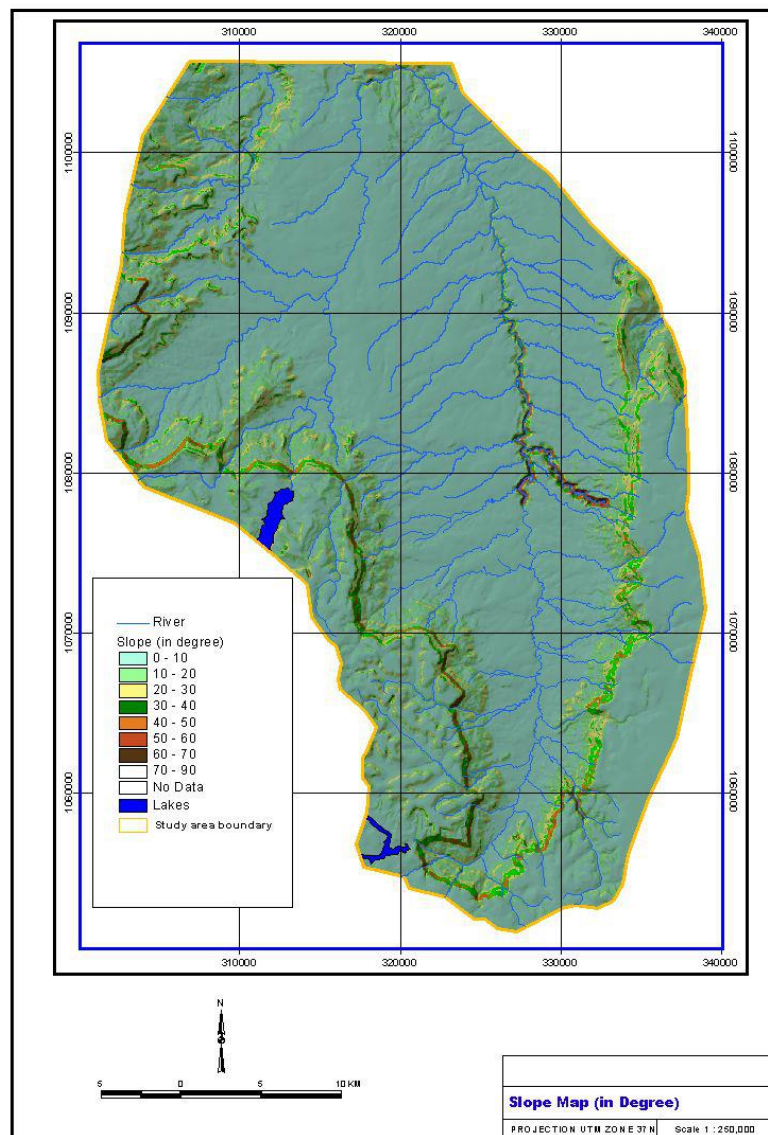 310000 320000 330000 340000
1100000 1100000
1090000 1090000
1080000 1080000
1070000 1070000
1060000 1060000
River
Slope (in degree)
0 - 10
10 - 20
20 - 30
30 - 40
40 - 50
50 - 60
60 - 70
70 - 90
No Data
Lakes
Study area boundary
310000 320000 330000 340000
N
5 0 5 10 KM
Slope Map (in Degree)
PROJECTION UTM ZONE 37N Scale 1 : 250,000